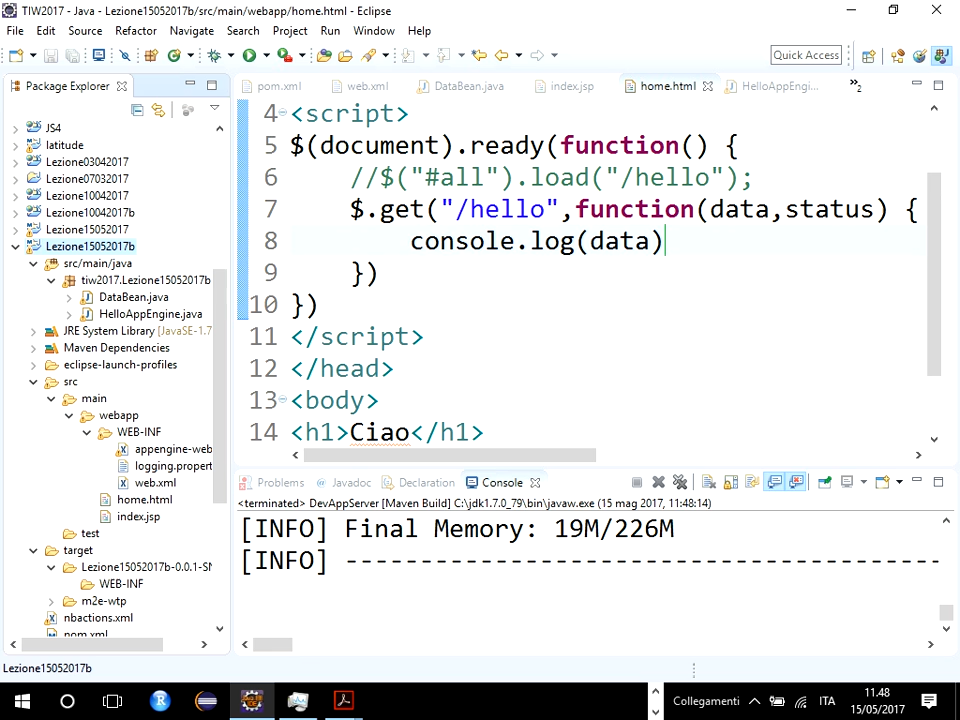 TIW2017 - Java - Lezione15052017b/src/main/webapp/home.html - Eclipse
File Edit Source Refactor Navigate Search Project Run Window Help
Quick Access
Package Explorer
JS4
latitude
Lezione03042017
Lezione07032017
Lezione10042017
Lezione10042017b
Lezione15052017
Lezione15052017b
src/main/java
tiw2017.Lezione15052017b
DataBean.java
HelloAppEngine.java
JRE System Library [JavaSE-1.7
Maven Dependencies
eclipse-launch-profiles
src
main
webapp
WEB-INF
appengine-web
logging.propert
web.xml
home.html
index.jsp
test
target
Lezione15052017b-0.0.1-SN
WEB-INF
m2e-wtp
nbactions.xml
pom.xml
pom.xml web.xml DataBean.java index.jsp home.html HelloAppEngi... »2
4 <script>
5 $(document).ready(function() {
6 //$("#all").load("/hello");
7 $.get("/hello",function(data,status) {
8 console.log(data)
9 })
10 })
11 </script>
12 </head>
13 <body>
14 <h1>Ciao</h1>
Problems @ Javadoc Declaration Console
<terminated> DevAppServer [Maven Build] C:\jdk1.7.0_79\bin\javaw.exe (15 mag 2017, 11:48:14)
[INFO] Final Memory: 19M/226M
[INFO] ----------------------------------------
Lezione15052017b
R
Collegamenti ITA
11.48
15/05/2017